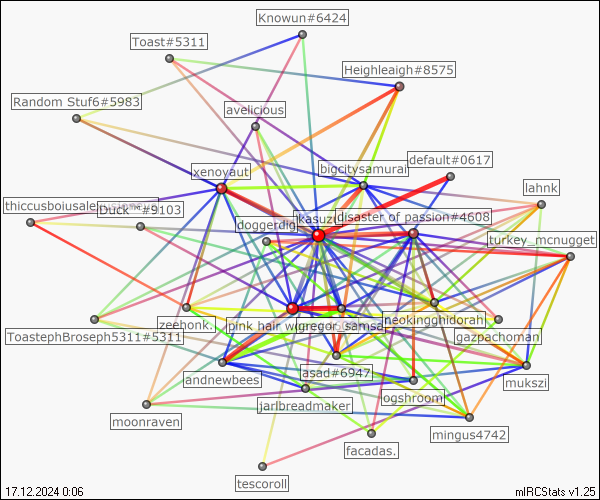 Knowun#6424
Toast#5311
Heighleaigh#8575
Random Stuf6#5983
avelicious
default#0617
xenoyaut
bigcitysamurai
lahnk
thiccusboiusale
Duck
#9103
ikasuzu
disaster of passion#4608
doggerdig
turkey_mcnugget
zeehonk.
pink hair w
gregor_samsa
neokingghidorah
gazpachoman
ToastephBroseph5311#5311
andnewbees
asad#6947
mukszi
jarlbreadmaker
ogshroom
moonraven
mingus4742
facadas.
tescoroll
17.12.2024 0:06
mIRCStats v1.25